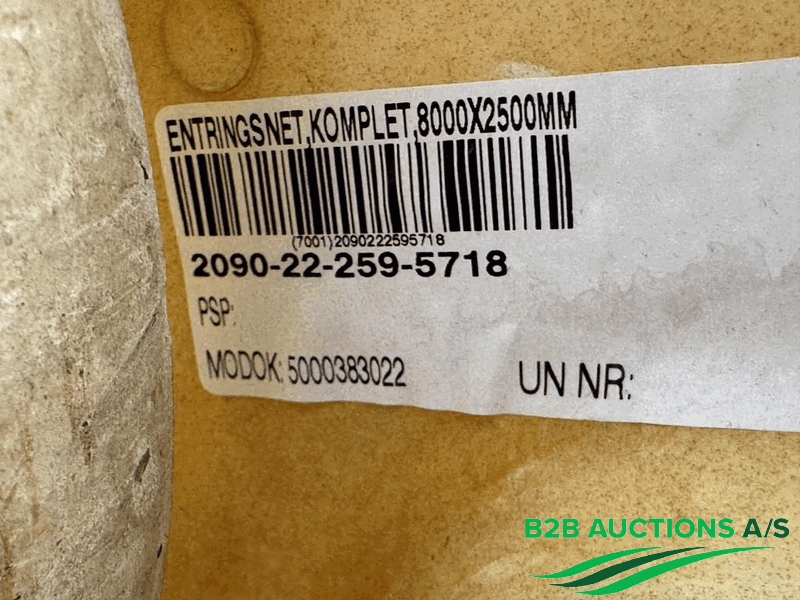 ENTRINGSNET,KOMPLET,8000X2500MM
(7001)2090222595718
2090-22-259-5718
PSP:
MODOK: 5000383022
UN NR:
B2B AUCTIONS A/S